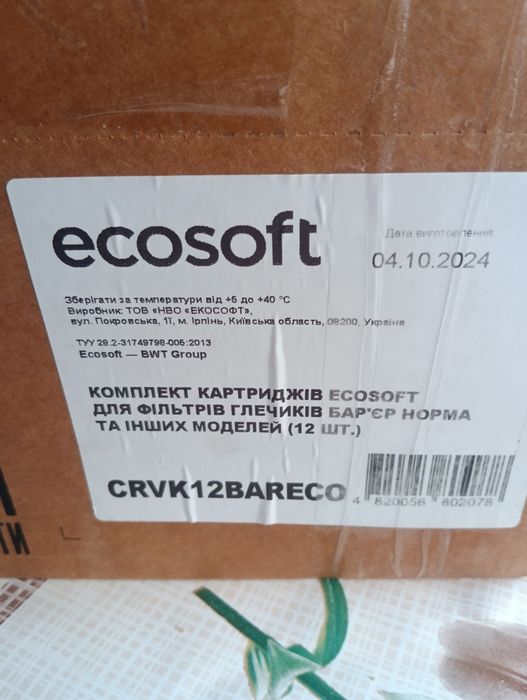 ecosoft
Дата виготовлення
04.10.2024
Зберігати за температури від +5 до +40 °C
Виробник: ТОВ «НВО «ЕКОСОФТ»,
вул. Покровська, 1ї, м. Ірпінь, Київська область, 08200, Україна
ТУУ 28.2-31749798-006:2013
Ecosoft — BWT Group
КОМПЛЕКТ КАРТРИДЖІВ ECOSOFT
ДЛЯ ФІЛЬТРІВ ГЛЕЧИКІВ БАР'ЄР НОРМА
ТА ІНШИХ МОДЕЛЕЙ (12 ШТ.)
CRVK12BARECO
4 820056 802078